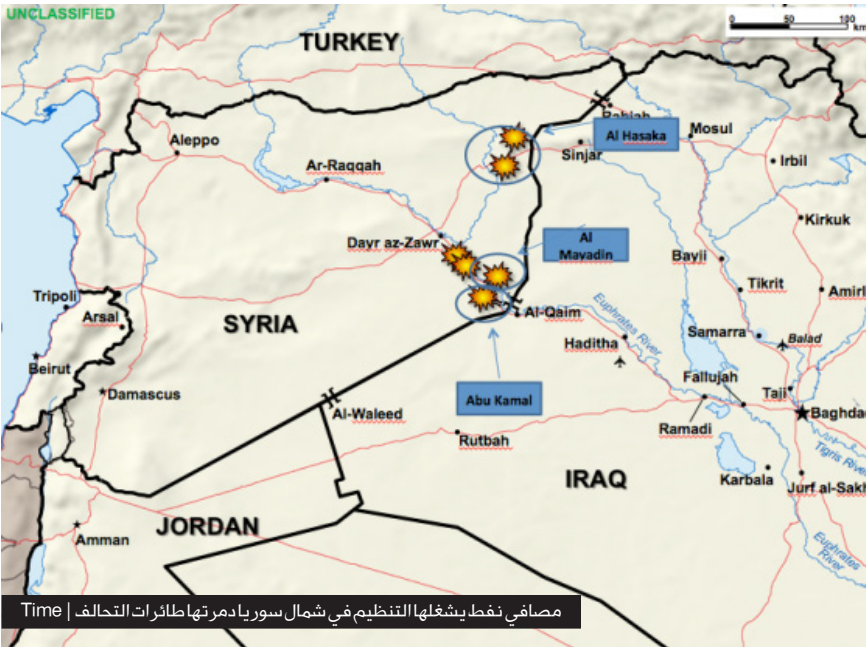 UNCLASSIFIED
0 50 100
km
TURKEY
Aleppo
Ar-Raqqah
Rabiah
Al Hasaka
Mosul
Sinjar
Irbil
Kirkuk
Dayr az-Zawr
Al
Mayadin
Bayji
Tikrit
Amirl
Tripoli
Arsal
SYRIA
Al-Qaim
Euphrates River
Haditha
Samarra
Balad
Beirut
Damascus
Abu Kamal
Fallujah
Taji
Al-Waleed
Ramadi
Baghdad
Rutbah
Tigris River
IRAQ
Karbala
Jurf al-Sakh
JORDAN
Amman
Euphrates
River
مصافي نفط يشغلها التنظيم في شمال سوريا دمرتها طائرات التحالف | Time